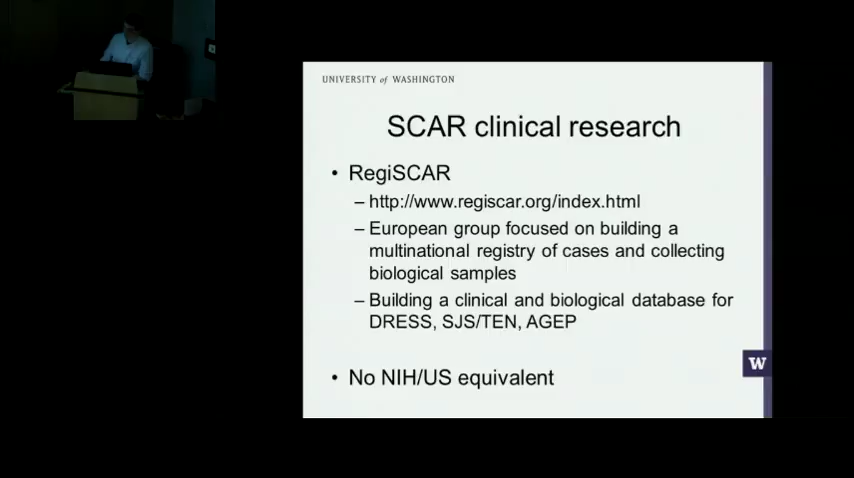 UNIVERSITY of WASHINGTON
SCAR clinical research
• RegiSCAR
– http://www.regiscar.org/index.html
– European group focused on building a
multinational registry of cases and collecting
biological samples
– Building a clinical and biological database for
DRESS, SJS/TEN, AGEP
W
• No NIH/US equivalent